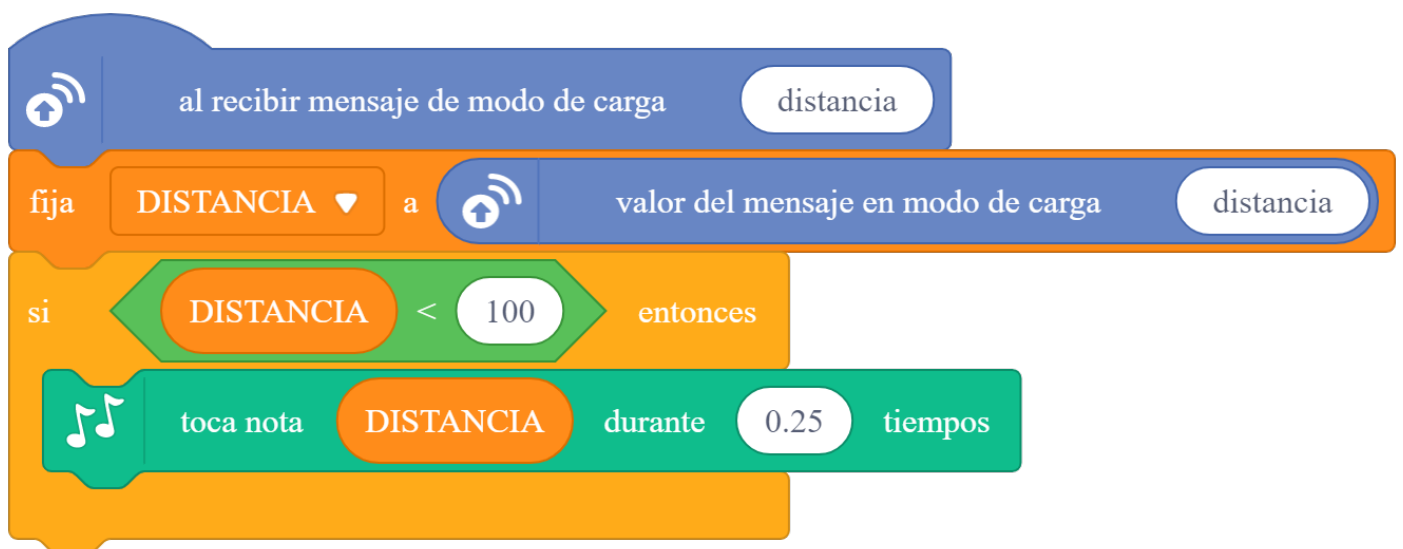 al recibir mensaje de modo de carga distancia
fija DISTANCIA a valor del mensaje en modo de carga distancia
si DISTANCIA < 100 entonces
toca nota DISTANCIA durante 0.25 tiempos